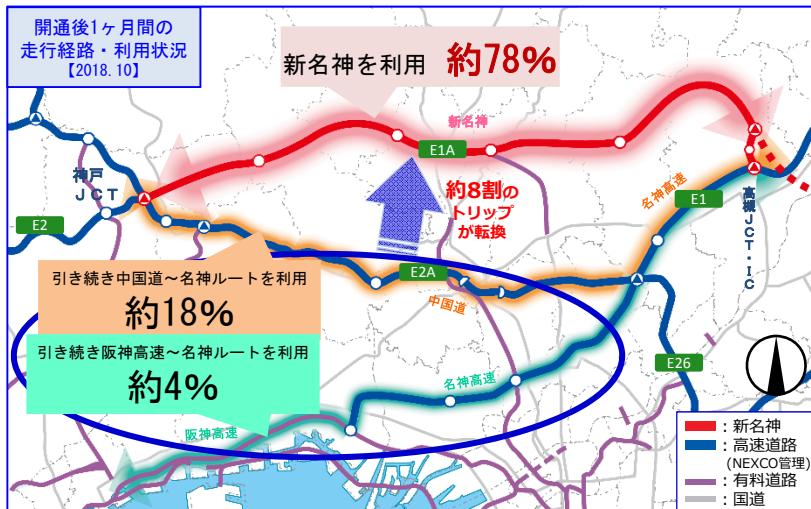 開通後1ヶ月間の
走行経路・利用状況
【2018.10】
新名神を利用 約78%
新名神
E1A
神戸
JCT
E2
約8割の
トリップ
が転換
名神高速
E1
高槻JCT・IC
引き続き中国道～名神ルートを利用
約18%
E2A
中国道
引き続き阪神高速～名神ルートを利用
約4%
名神高速
E26
阪神高速
：新名神
：高速道路
(NEXCO管理)
：有料道路
：国道